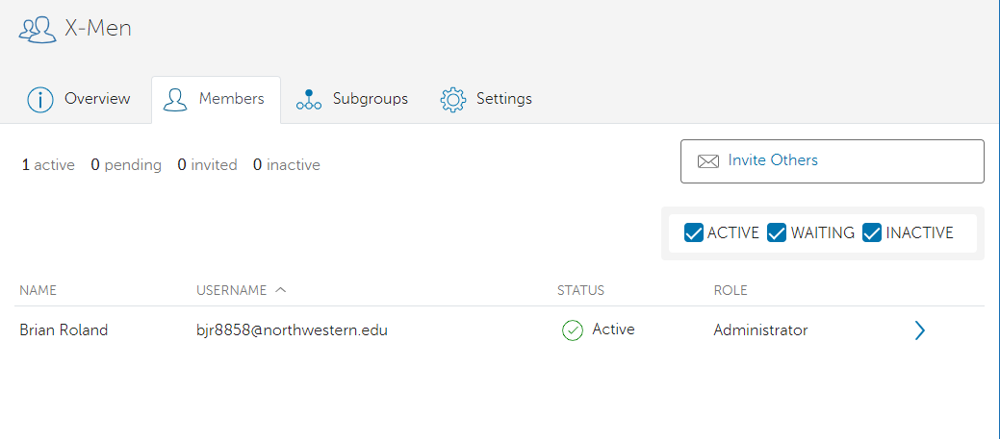 X-Men
Overview Members Subgroups Settings
1 active 0 pending 0 invited 0 inactive
Invite Others
ACTIVE WAITING INACTIVE
NAME USERNAME STATUS ROLE
Brian Roland bjr8858@northwestern.edu Active Administrator